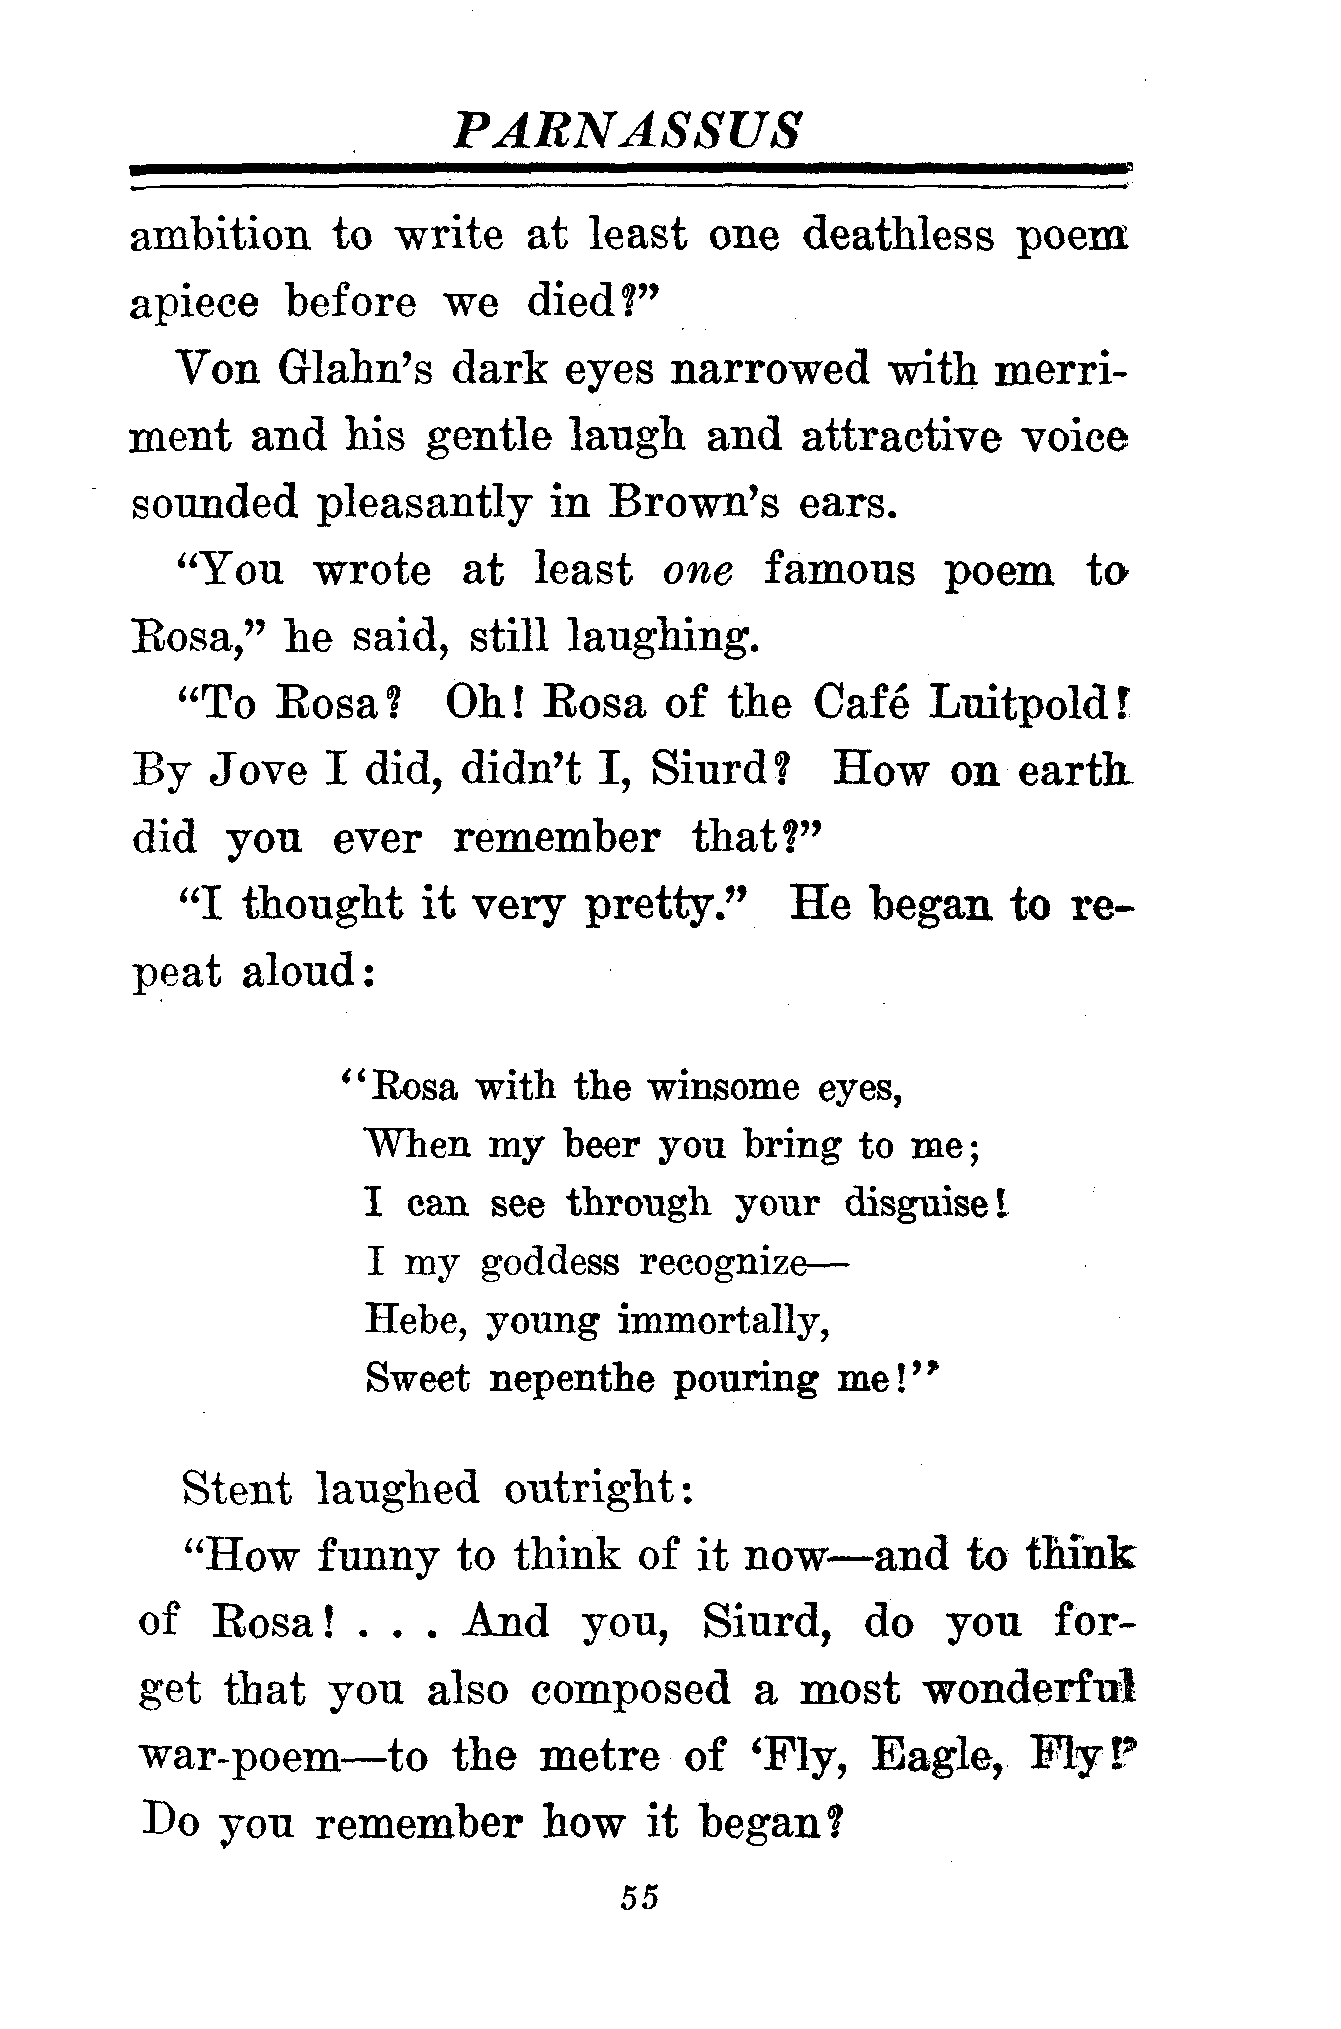 PARNASSUS
ambition to write at least one deathless poem
apiece before we died?”
Von Glahn’s dark eyes narrowed with merri-
ment and his gentle laugh and attractive voice
sounded pleasantly in Brown’s ears.
“You wrote at least one famous poem to
Rosa,” he said, still laughing.
“To Rosa? Oh! Rosa of the Café Luitpold!
By Jove I did, didn’t I, Siurd? How on earth
did you ever remember that?”
“I thought it very pretty.” He began to re-
peat aloud:
“Rosa with the winsome eyes,
When my beer you bring to me;
I can see through your disguise!
I my goddess recognize—
Hebe, young immortally,
Sweet nepenthe pouring me!”
Stent laughed outright:
“How funny to think of it now—and to think
of Rosa! . . . And you, Siurd, do you for-
get that you also composed a most wonderful
war-poem—to the metre of ‘Fly, Eagle, Fly!’
Do you remember how it began?
55